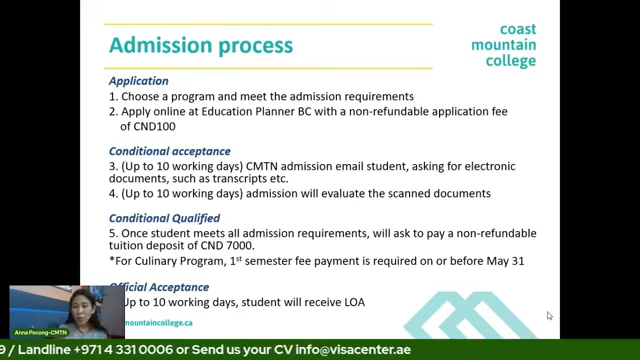 Admission process
coast
mountain
college
Application
1. Choose a program and meet the admission requirements
2. Apply online at Education Planner BC with a non-refundable application fee
of CND100
Conditional acceptance
3. (Up to 10 working days) CMTN admission email student, asking for electronic
documents, such as transcripts etc.
4. (Up to 10 working days) admission will evaluate the scanned documents
Conditional Qualified
5. Once student meets all admission requirements, will ask to pay a non-refundable
tuition deposit of CND 7000.
*For Culinary Program, 1st semester fee payment is required on or before May 31
Official Acceptance
Up to 10 working days, student will receive LOA
mountaincollege.ca
Anna Pocong-CMTN
9 / Landline +971 4 331 0006 or Send us your CV info@visacenter.ae